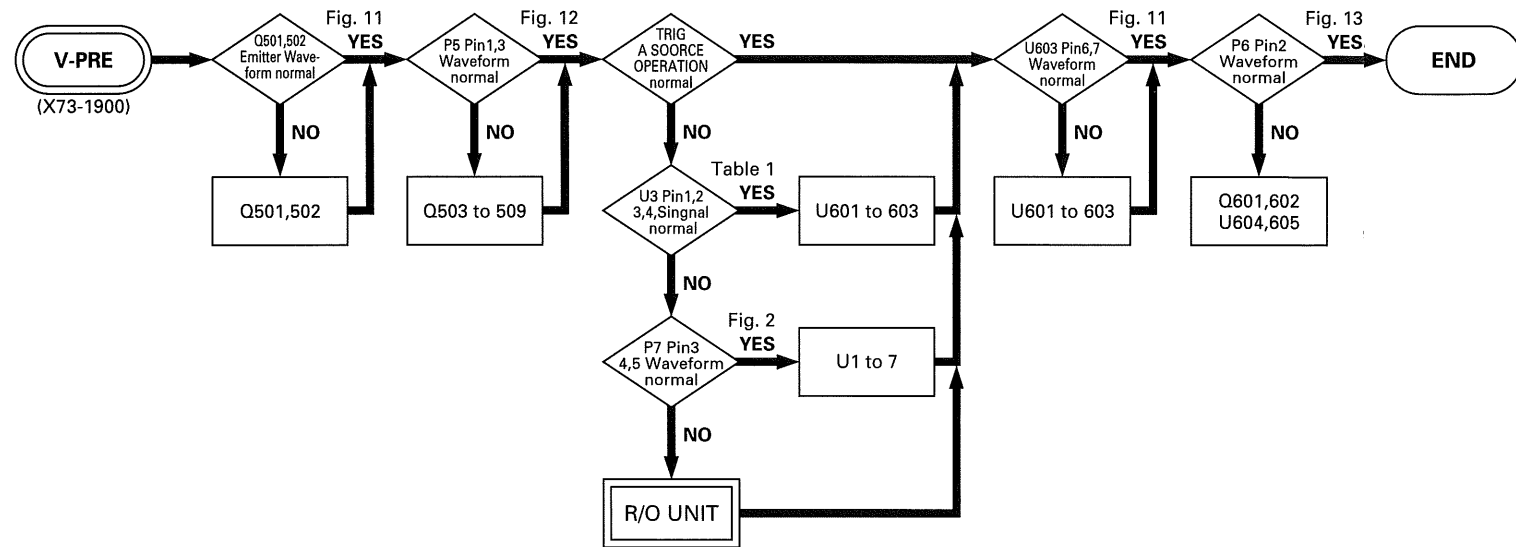 V-PRE
(X73-1900)
Q501,502
Emitter Wave-
form normal
Fig. 11
YES
NO
Q501,502
P5 Pin1,3
Waveform
normal
Fig. 12
YES
NO
Q503 to 509
TRIG
A SOORCE
OPERATION
normal
YES
NO
U3 Pin1,2
3,4,Singnal
normal
Table 1
YES
U601 to 603
NO
P7 Pin3
4,5 Waveform
normal
Fig. 2
YES
U1 to 7
NO
R/O UNIT
U603 Pin6,7
Waveform
normal
Fig. 11
YES
NO
U601 to 603
P6 Pin2
Waveform
normal
Fig. 13
YES
NO
Q601,602
U604,605
END